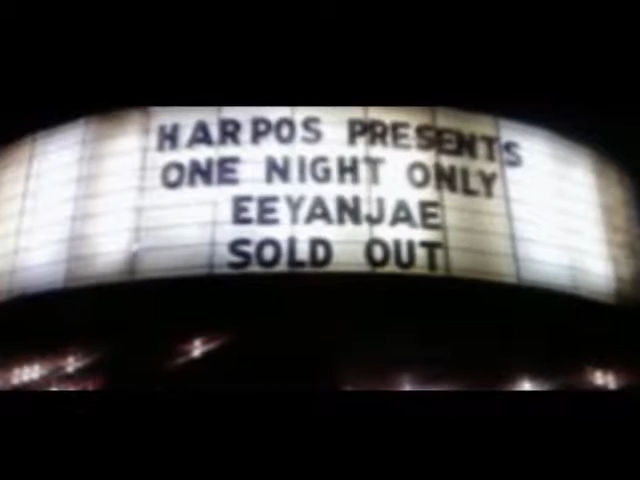 HARPOS PRESENTS
ONE NIGHT ONLY
EEYANJAE
SOLD OUT